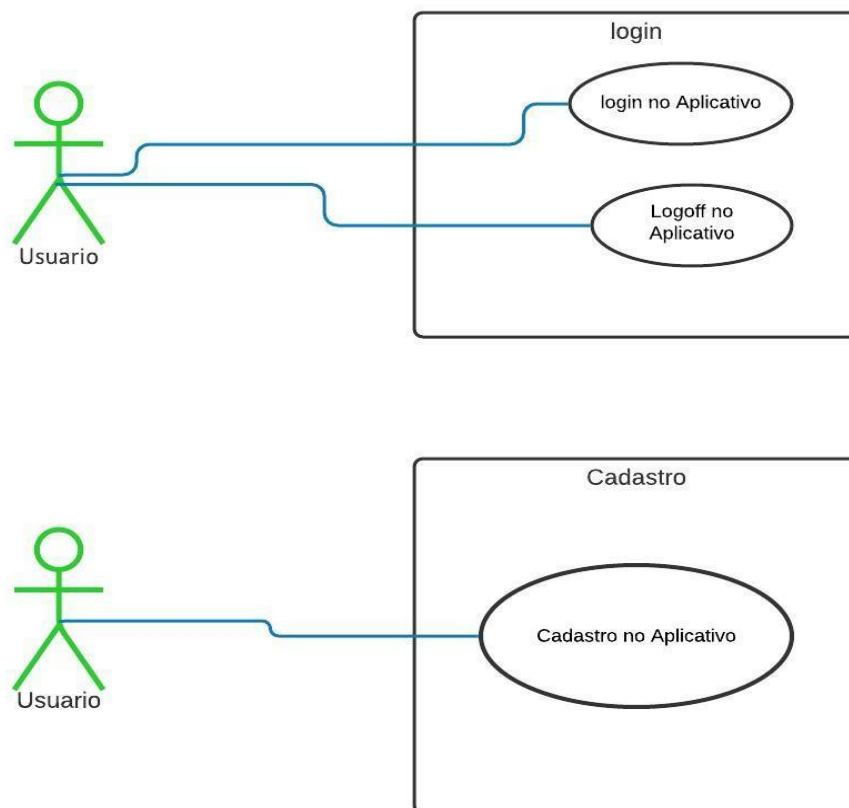 login
login no Aplicativo
Logoff no
Aplicativo
Usuario
Cadastro
Cadastro no Aplicativo
Usuario